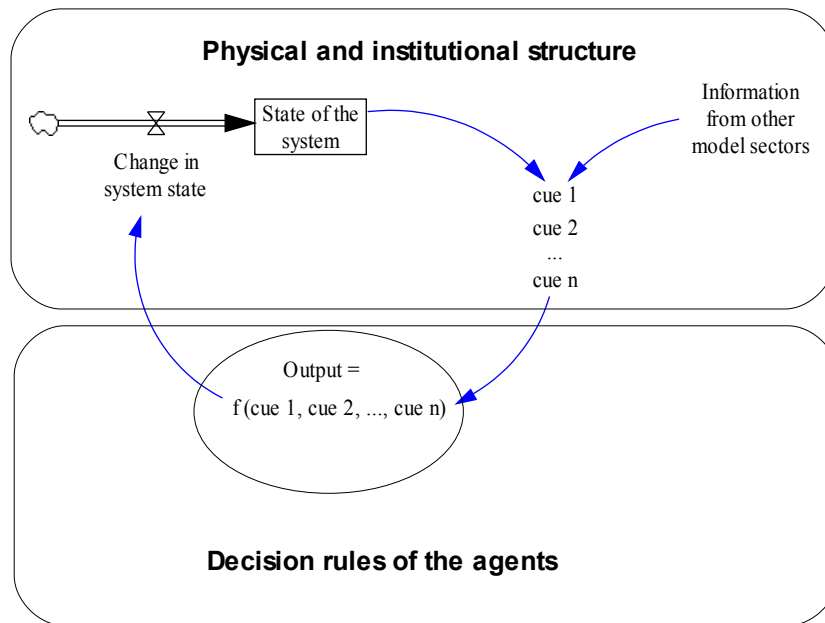 Physical and institutional structure
State of the
system
Information
from other
model sectors
Change in
system state
cue 1
cue 2
...
cue n
Output =
f (cue 1, cue 2, ..., cue n)
Decision rules of the agents